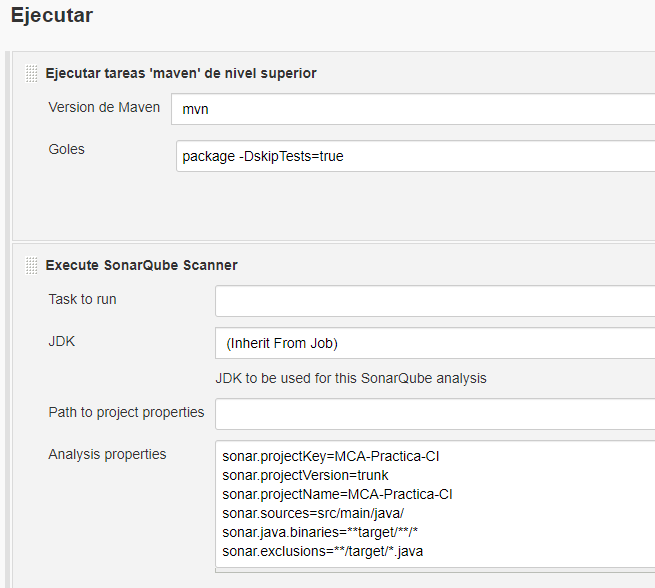 Ejecutar
Ejecutar tareas 'maven' de nivel superior
Version de Maven
mvn
Goles
package -DskipTests=true
Execute SonarQube Scanner
Task to run
JDK
(Inherit From Job)
JDK to be used for this SonarQube analysis
Path to project properties
Analysis properties
sonar.projectKey=MCA-Practica-CI
sonar.projectVersion=trunk
sonar.projectName=MCA-Practica-CI
sonar.sources=src/main/java/
sonar.java.binaries=**target/**/*
sonar.exclusions=**/target/*.java